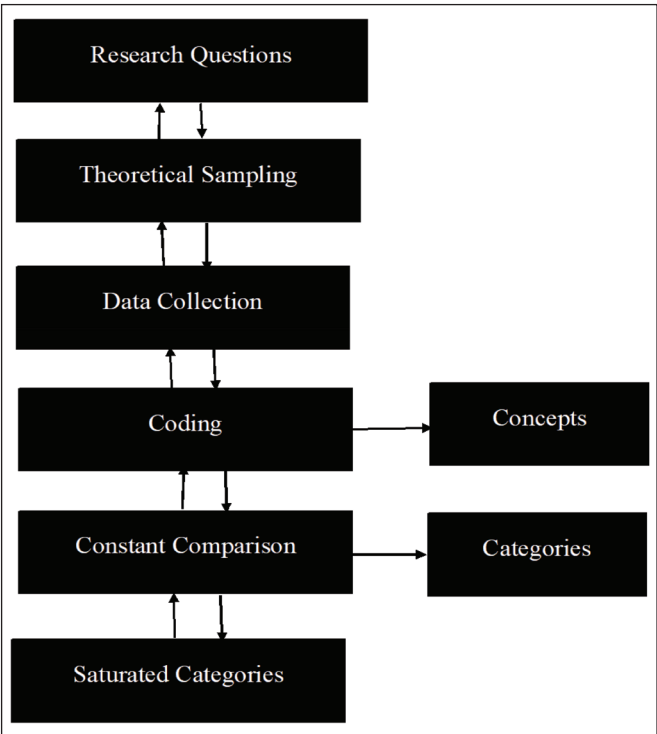 Research Questions
Theoretical Sampling
Data Collection
Coding
Concepts
Constant Comparison
Categories
Saturated Categories